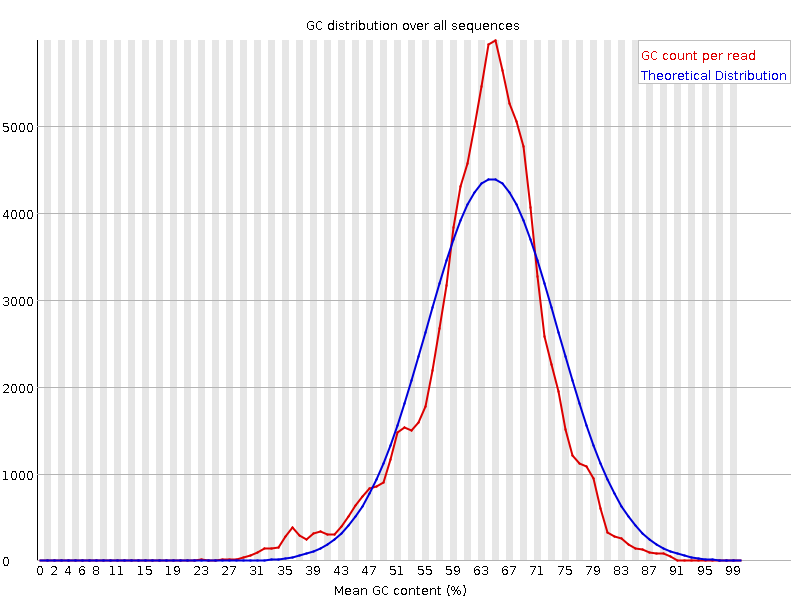 GC distribution over all sequences
GC count per read
Theoretical Distribution
5000
4000
3000
2000
1000
0
0 2 4 6 8 11 15 19 23 27 31 35 39 43 47 51 55 59 63 67 71 75 79 83 87 91 95 99
Mean GC content (%)